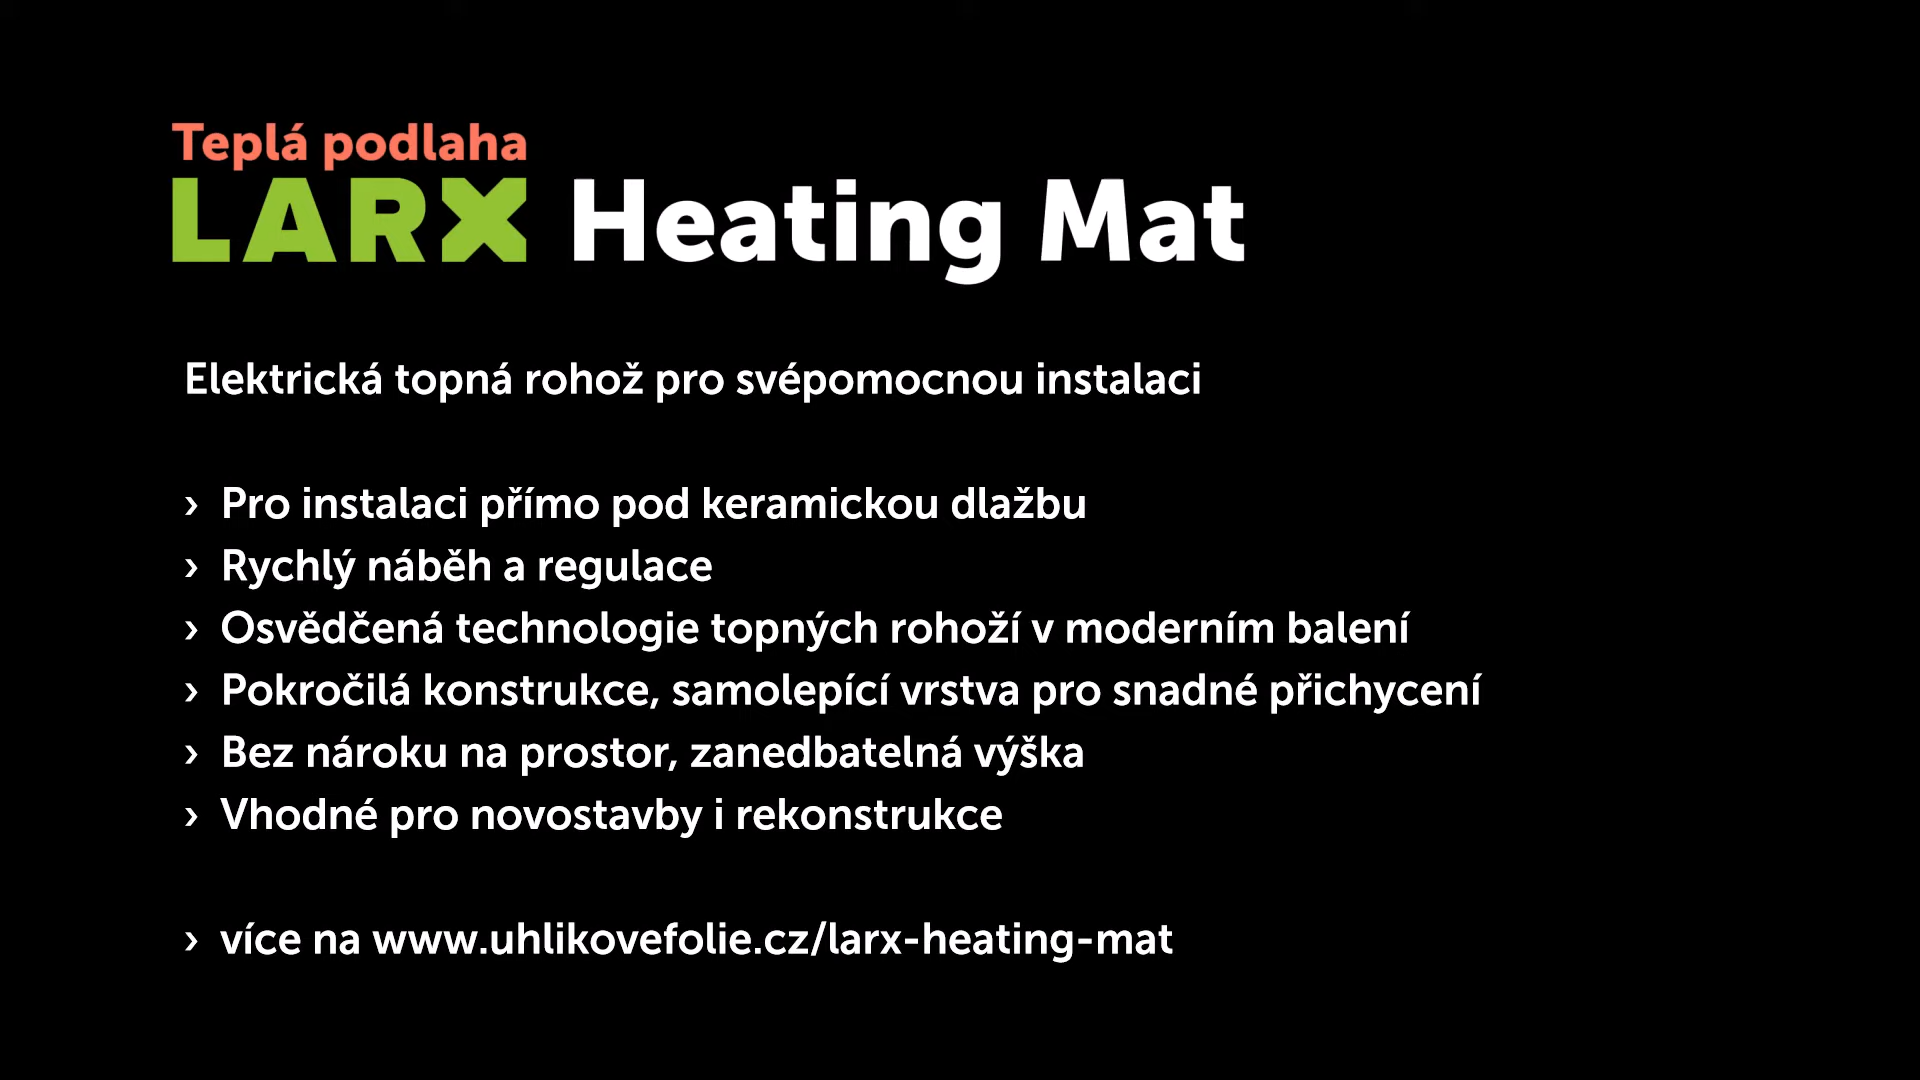 Teplá podlaha
LARX Heating Mat
Elektrická topná rohož pro svépomocnou instalaci
› Pro instalaci přímo pod keramickou dlažbu
› Rychlý náběh a regulace
› Osvědčená technologie topných rohoží v moderním balení
› Pokročilá konstrukce, samolepící vrstva pro snadné přichycení
› Bez nároku na prostor, zanedbatelná výška
› Vhodné pro novostavby i rekonstrukce
› více na www.uhlikovefolie.cz/larx-heating-mat